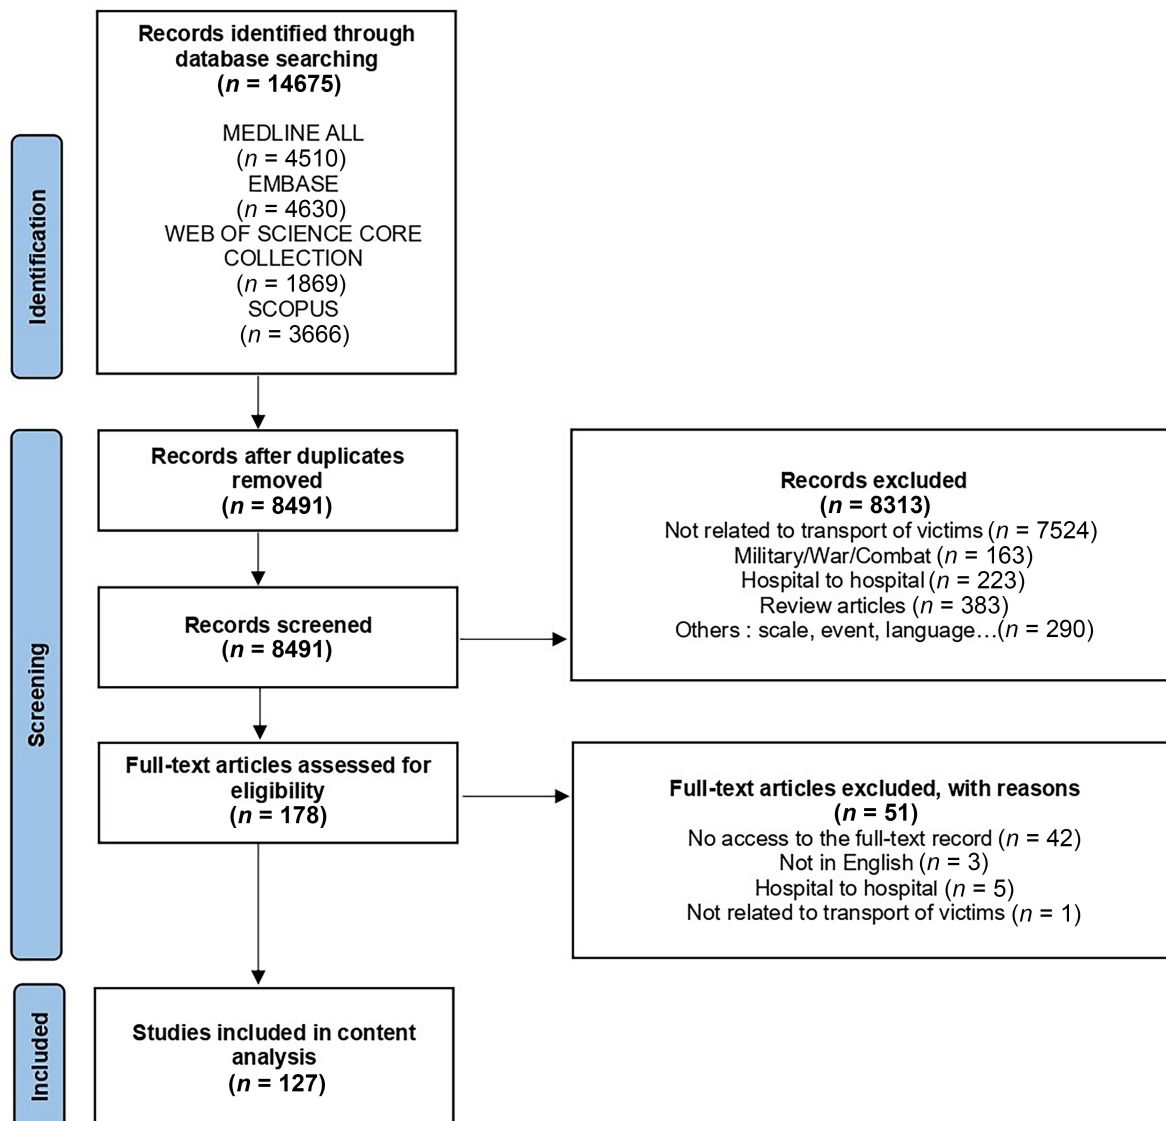 Identification
Records identified through
database searching
(n = 14675)
MEDLINE ALL
(n = 4510)
EMBASE
(n = 4630)
WEB OF SCIENCE CORE
COLLECTION
(n = 1869)
SCOPUS
(n = 3666)
Screening
Records after duplicates
removed
(n = 8491)
Records screened
(n = 8491)
Records excluded
(n = 8313)
Not related to transport of victims (n = 7524)
Military/War/Combat (n = 163)
Hospital to hospital (n = 223)
Review articles (n = 383)
Others : scale, event, language…(n = 290)
Full-text articles assessed for
eligibility
(n = 178)
Full-text articles excluded, with reasons
(n = 51)
No access to the full-text record (n = 42)
Not in English (n = 3)
Hospital to hospital (n = 5)
Not related to transport of victims (n = 1)
Included
Studies included in content
analysis
(n = 127)